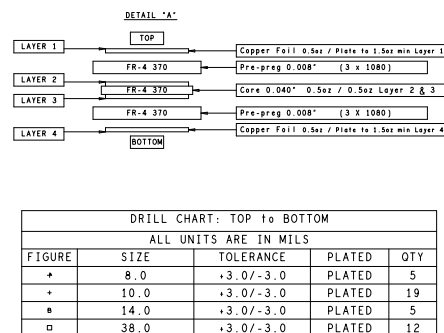 DETAIL "A"
TOP
LAYER 1
Copper Foil 0.5oz / Plate to 1.5oz min Layer 1
FR-4 370
Pre-preg 0.008" (3 x 1080)
LAYER 2
FR-4 370
Core 0.040" 0.5oz / 0.5oz Layer 2 & 3
LAYER 3
FR-4 370
Pre-preg 0.008" (3 X 1080)
LAYER 4
Copper Foil 0.5oz / Plate to 1.5oz min Layer 4
BOTTOM
DRILL CHART: TOP to BOTTOM
ALL UNITS ARE IN MILS
FIGURE SIZE TOLERANCE PLATED QTY
8.0 +3.0/-3.0 PLATED 5
+ 10.0 +3.0/-3.0 PLATED 19
14.0 +3.0/-3.0 PLATED 5
38.0 +3.0/-3.0 PLATED 12